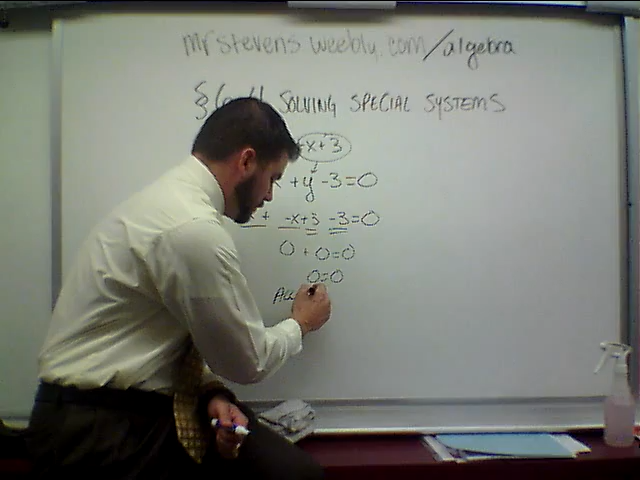 mrstevens.weebly.com/algebra
§6.4 SOLVING SPECIAL SYSTEMS
-x+3
+y-3=0
+ -x+3 -3=0
0+0=0
0=0